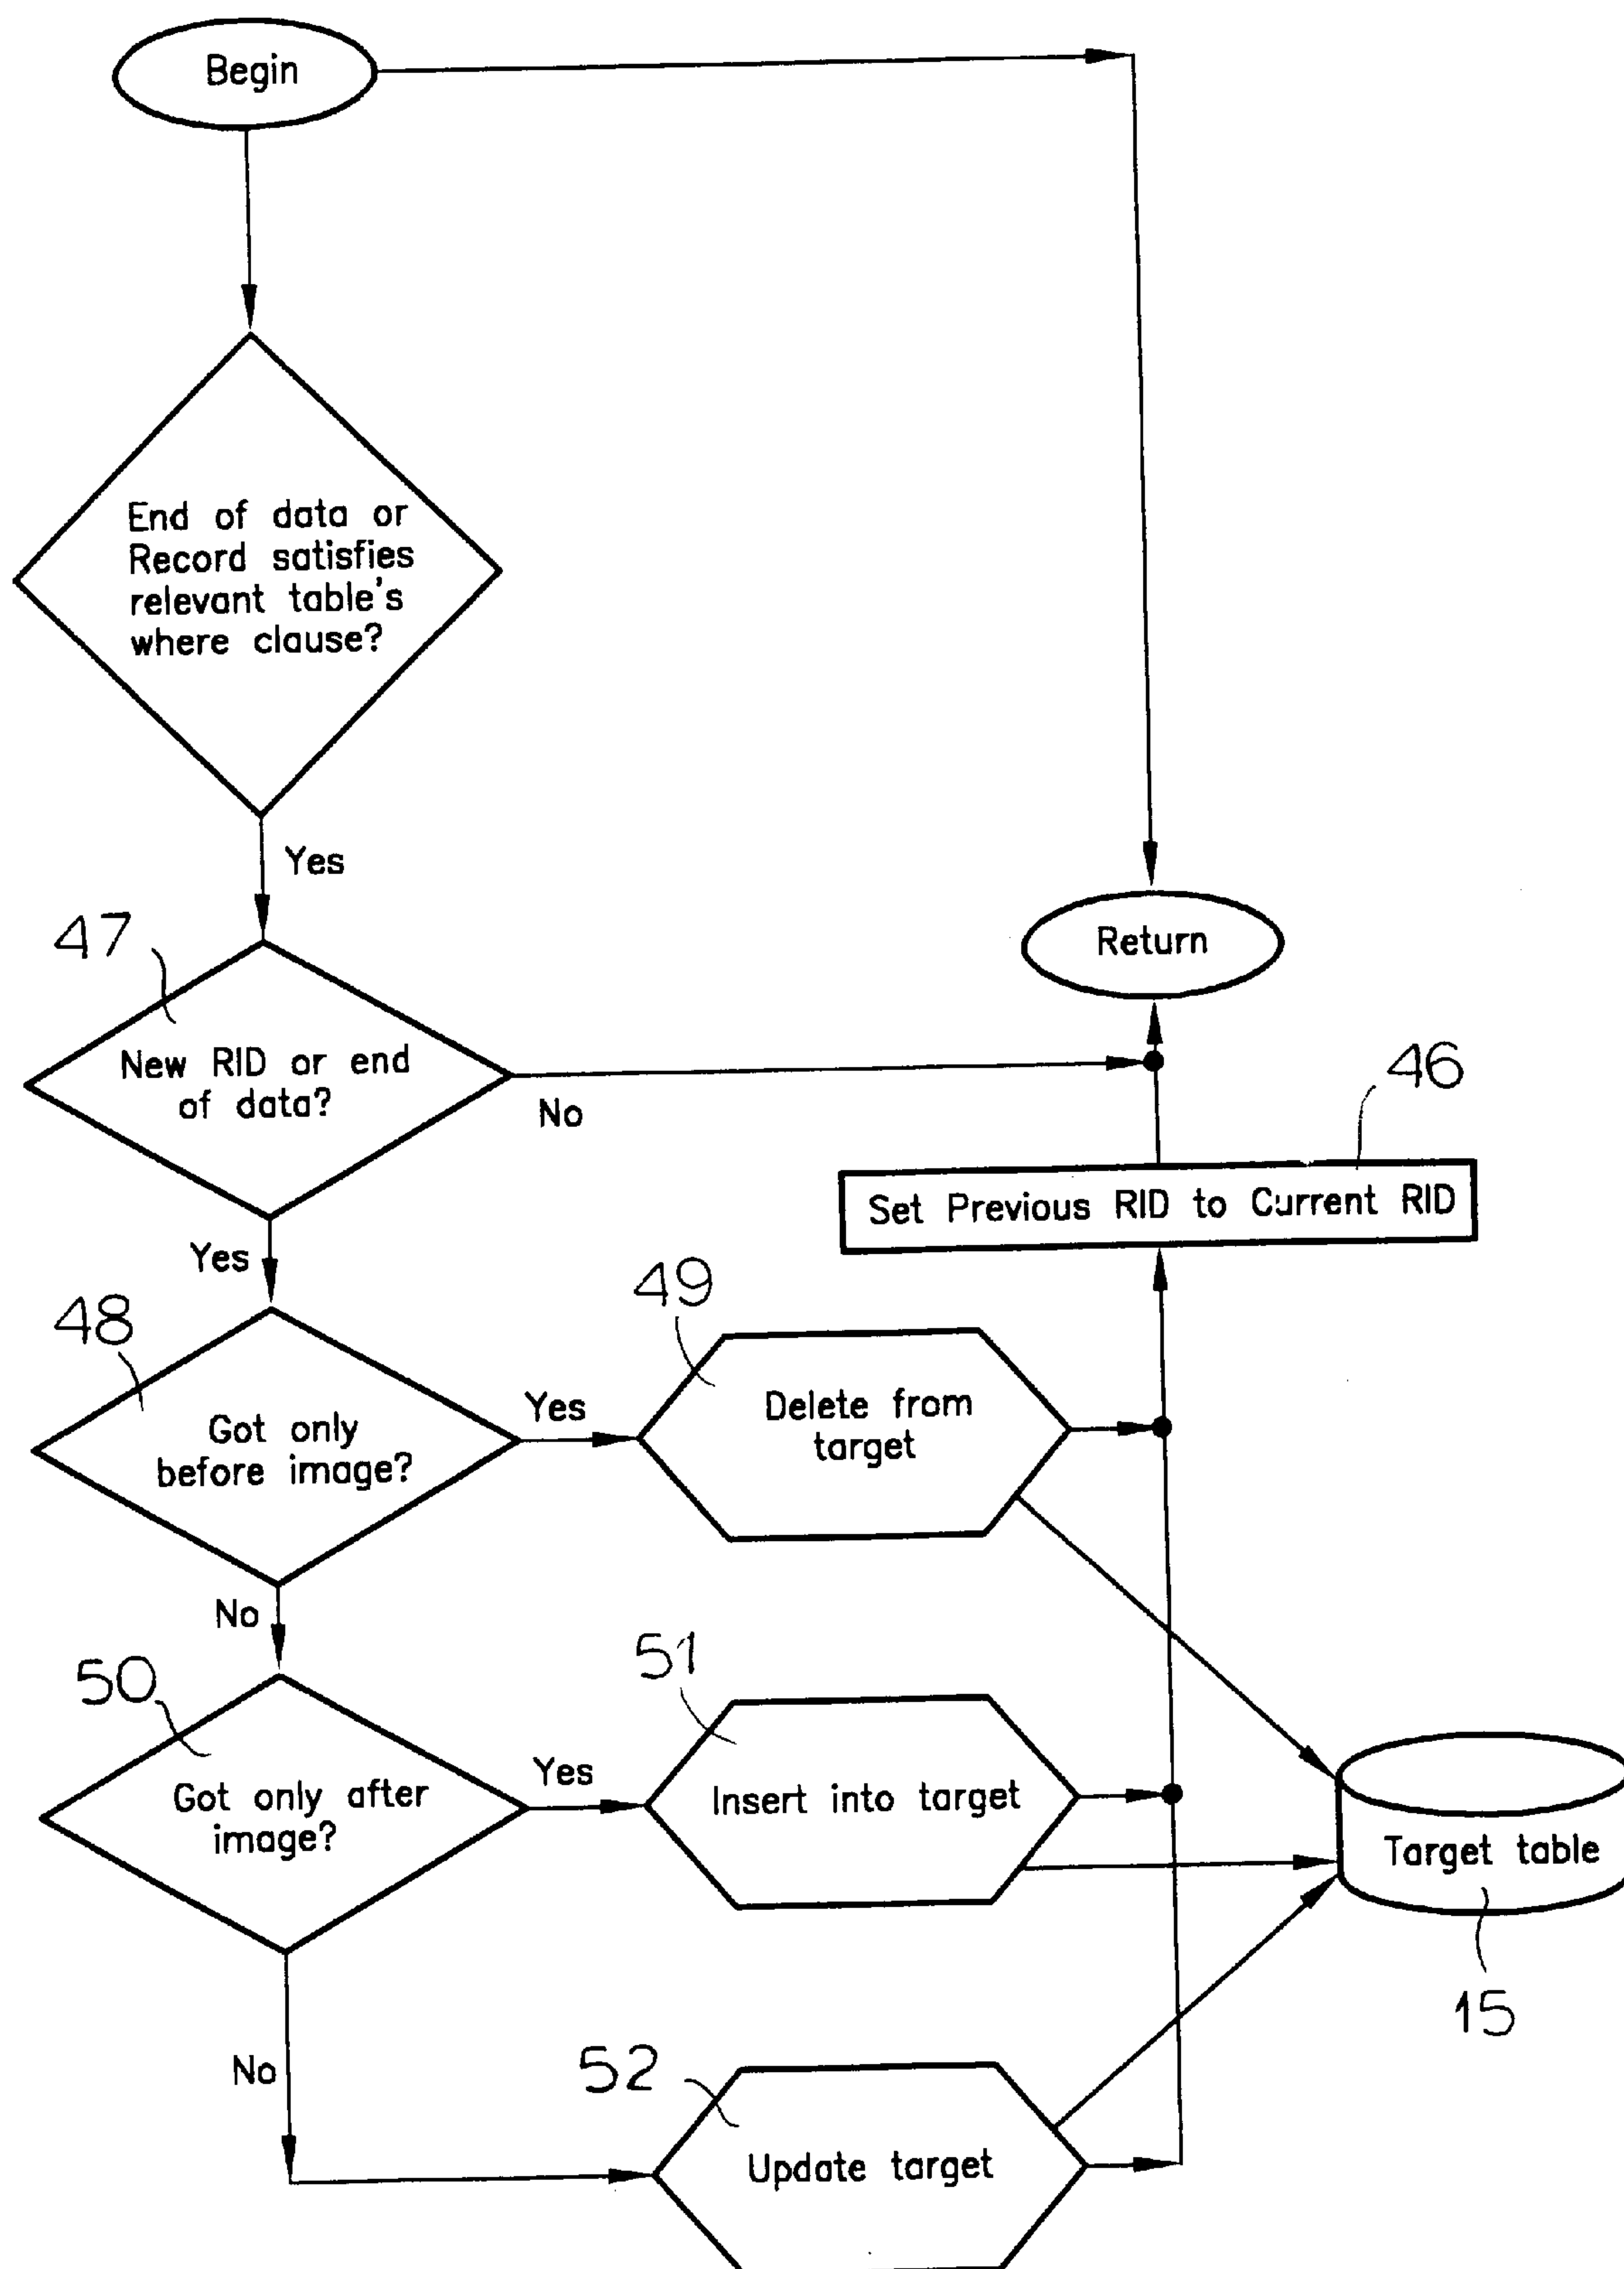 Begin
End of data or
Record satisfies
relevant table's
where clause?
Yes
47
New RID or end
of data?
No
Return
46
Set Previous RID to Current RID
Yes
48
Got only
before image?
Yes
49
Delete from
target
No
50
Got only after
image?
Yes
51
Insert into target
Target table
15
No
52
Update target